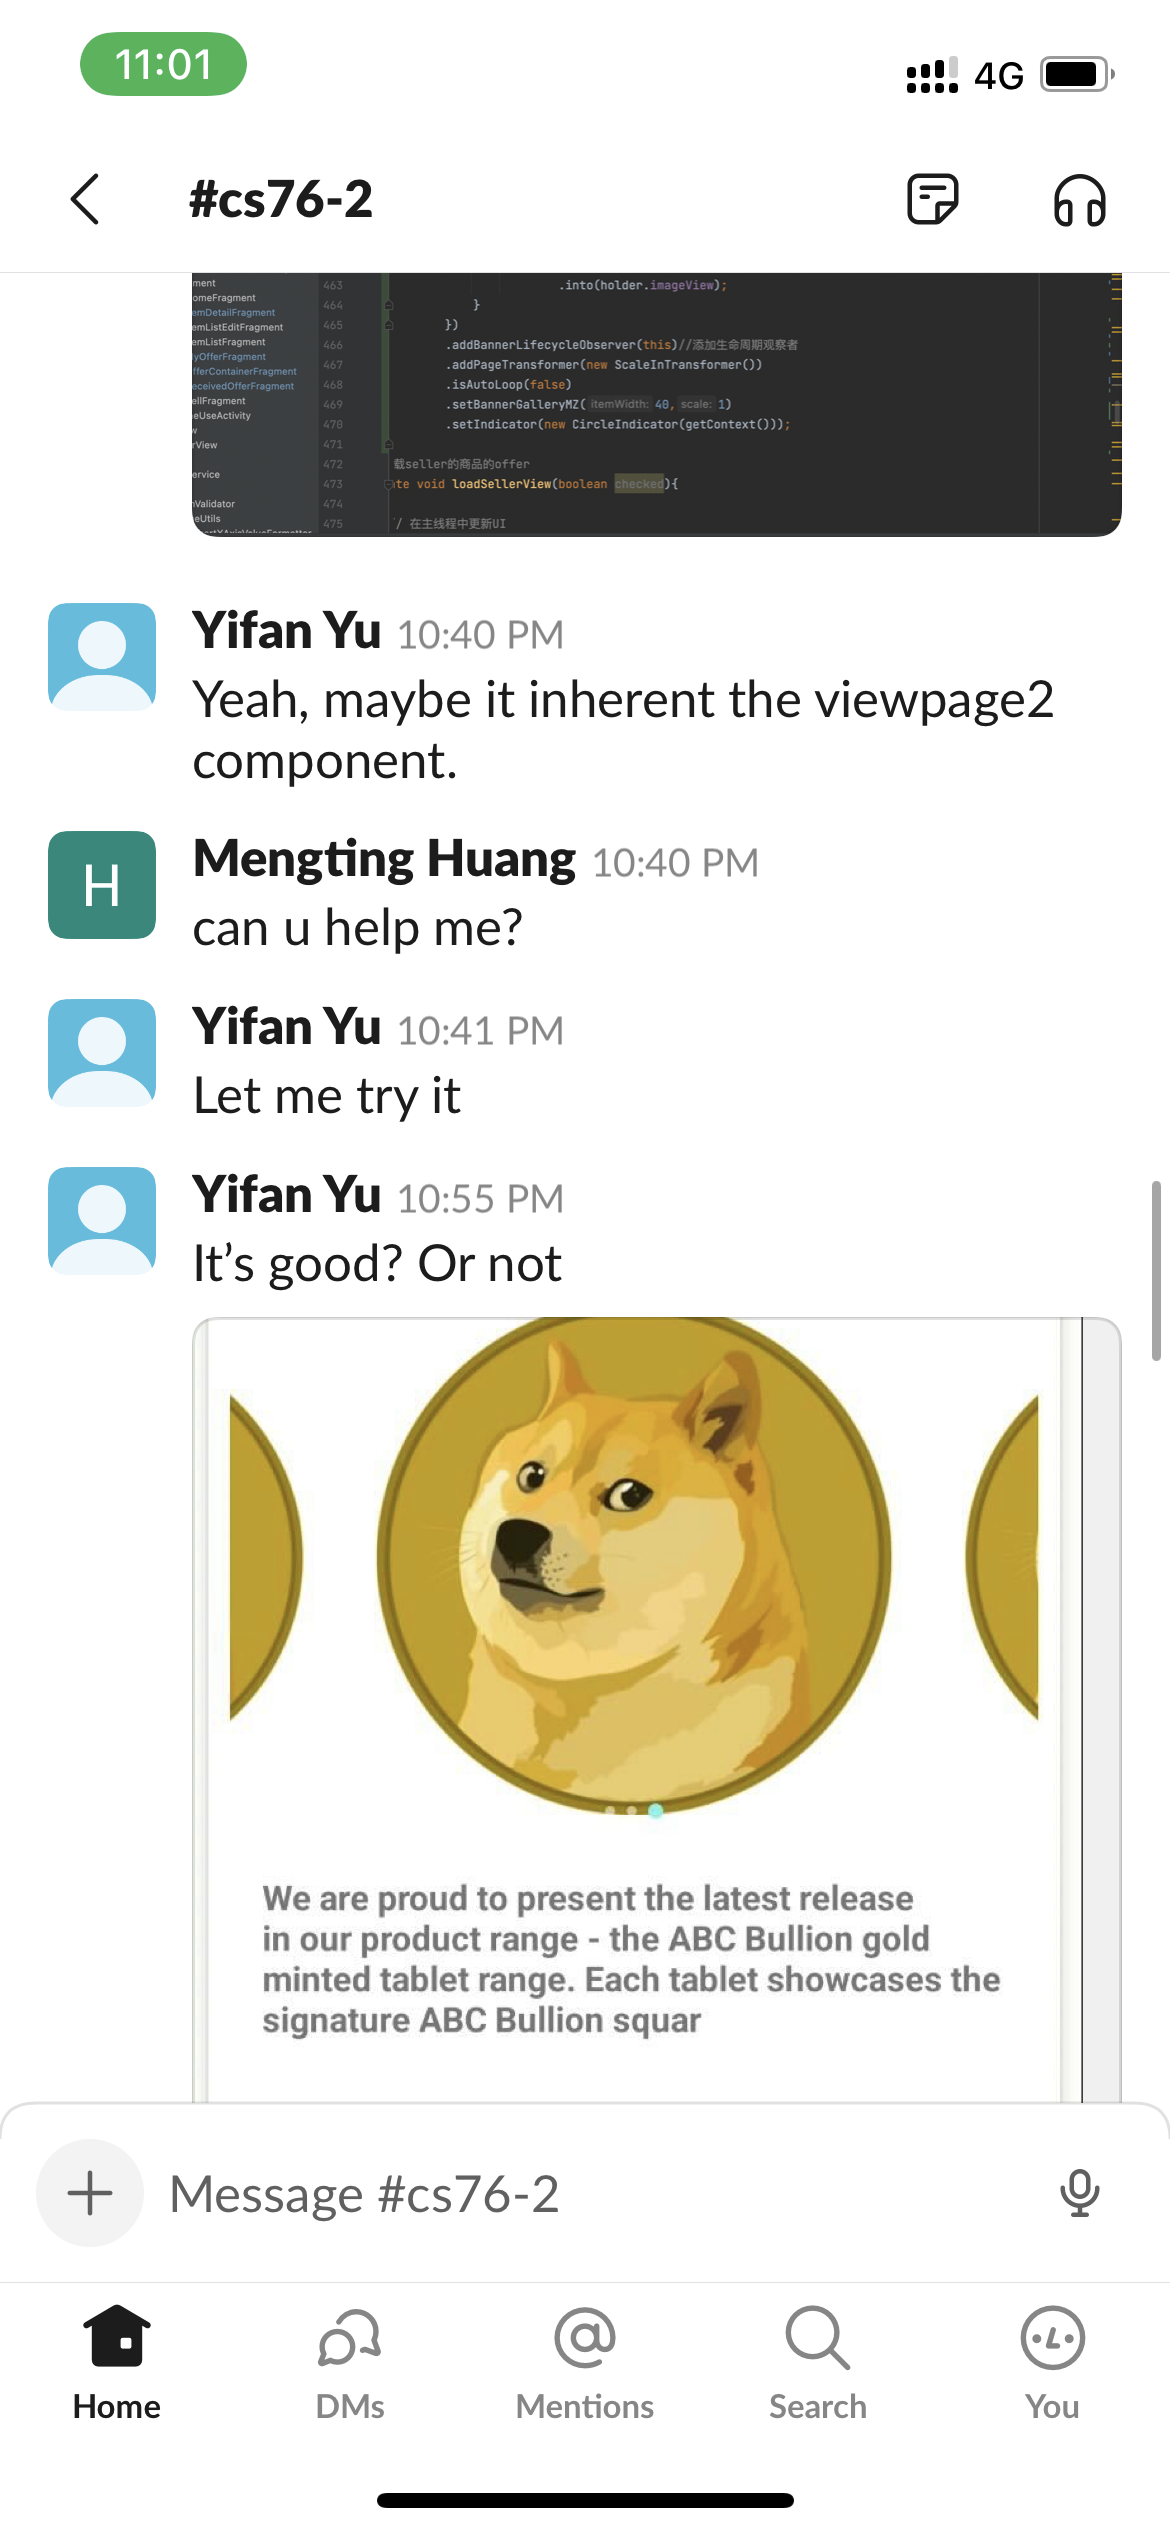 11:01
4G
#cs76-2
ment
463
.into(holder.imageView);
omeFragment
464
}
emDetailFragment
465
})
emListEditFragment
466
.addBannerLifecycleObserver(this)//添加生命周期观察者
emListFragment
467
.addPageTransformer(new ScaleInTransformer())
yOfferFragment
468
.isAutoLoop(false)
fferContainerFragment
469
.setBannerGalleryMZ( itemWidth: 40, scale: 1)
eceivedOfferFragment
470
.setIndicator(new CircleIndicator(getContext()));
ellFragment
471
eUseActivity
472
载seller的商品的offer
w
473
te void loadSellerView(boolean checked){
rView
474
ervice
475
/ 在主线程中更新UI
nValidator
eUtils
Yifan Yu 10:40 PM
Yeah, maybe it inherent the viewpage2
component.
H
Mengting Huang 10:40 PM
can u help me?
Yifan Yu 10:41 PM
Let me try it
Yifan Yu 10:55 PM
It’s good? Or not
We are proud to present the latest release
in our product range - the ABC Bullion gold
minted tablet range. Each tablet showcases the
signature ABC Bullion squar
Message #cs76-2
Home
DMs
Mentions
Search
You